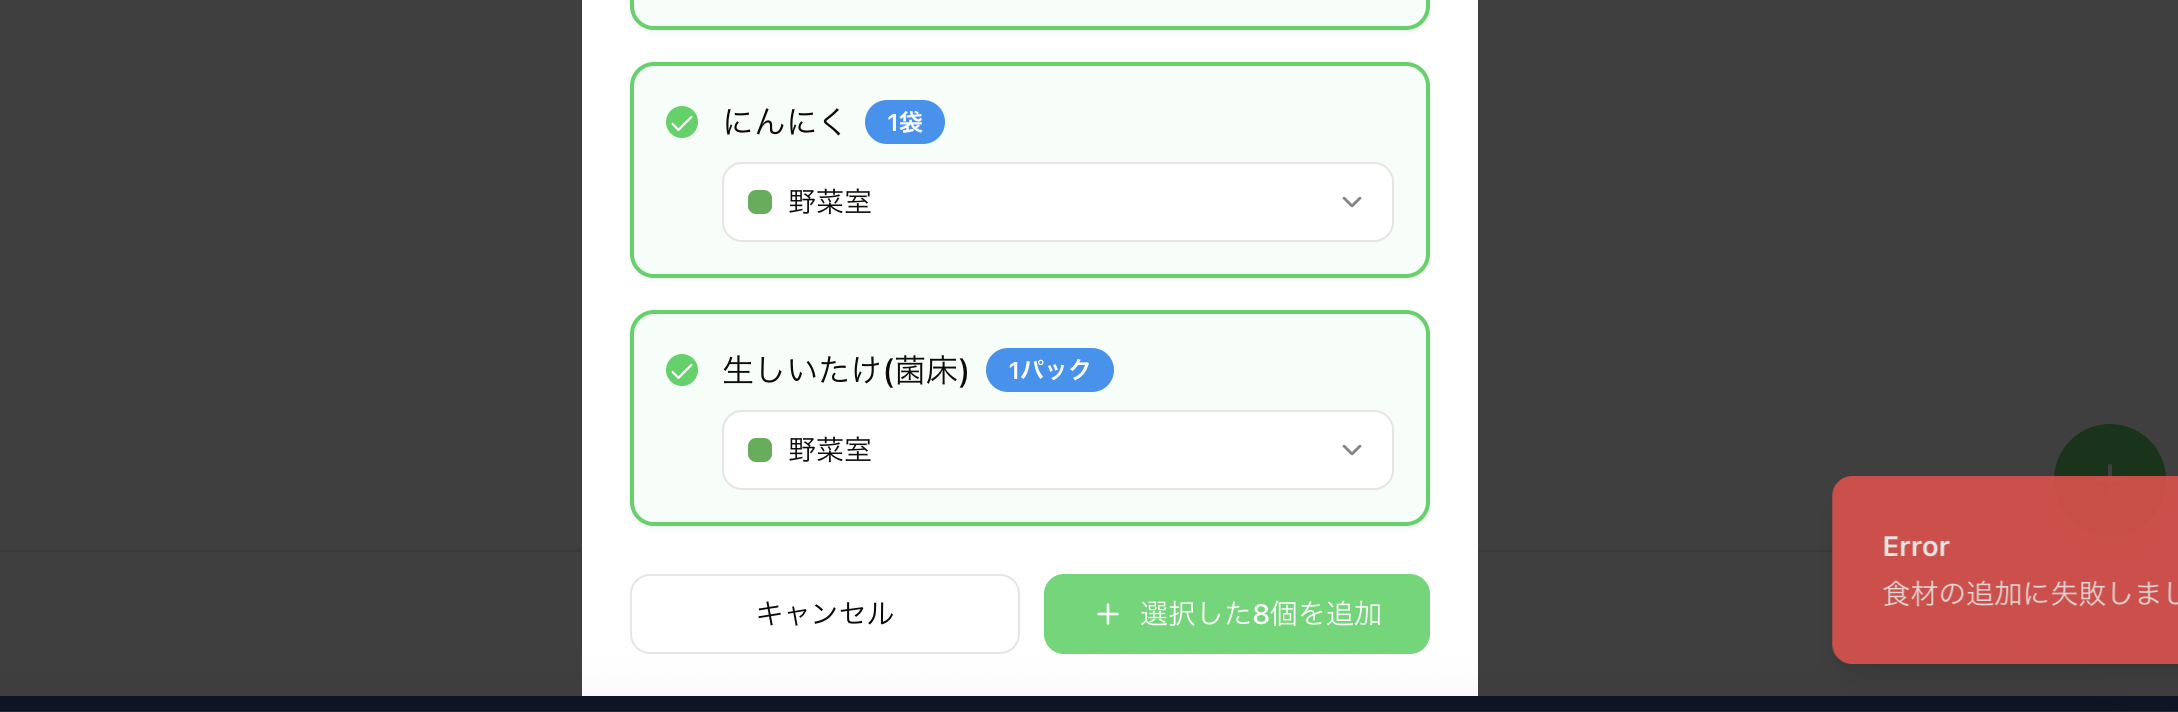 にんにく 1袋
野菜室
生しいたけ(菌床) 1パック
野菜室
キャンセル
+ 選択した8個を追加
Error
食材の追加に失敗しまし